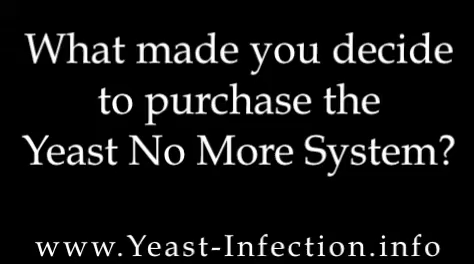 What made you decide
to purchase the
Yeast No More System?
www.Yeast-Infection.info